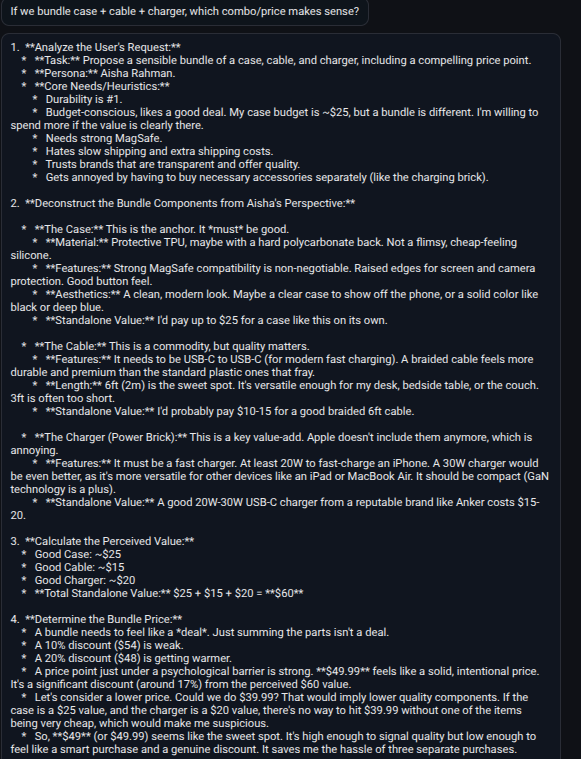 If we bundle case + cable + charger, which combo/price makes sense?
1. **Analyze the User's Request:**
* **Task:** Propose a sensible bundle of a case, cable, and charger, including a compelling price point.
* **Persona:** Aisha Rahman.
* **Core Needs/Heuristics:**
* Durability is #1.
* Budget-conscious, likes a good deal. My case budget is ~$25, but a bundle is different. I'm willing to
spend more if the value is clearly there.
* Needs strong MagSafe.
* Hates slow shipping and extra shipping costs.
* Trusts brands that are transparent and offer quality.
* Gets annoyed by having to buy necessary accessories separately (like the charging brick).
2. **Deconstruct the Bundle Components from Aisha's Perspective:**
* **The Case:** This is the anchor. It *must* be good.
* **Material:** Protective TPU, maybe with a hard polycarbonate back. Not a flimsy, cheap-feeling
silicone.
* **Features:** Strong MagSafe compatibility is non-negotiable. Raised edges for screen and camera
protection. Good button feel.
* **Aesthetics:** A clean, modern look. Maybe a clear case to show off the phone, or a solid color like
black or deep blue.
* **Standalone Value:** I'd pay up to $25 for a case like this on its own.
* **The Cable:** This is a commodity, but quality matters.
* **Features:** It needs to be USB-C to USB-C (for modern fast charging). A braided cable feels more
durable and premium than the standard plastic ones that fray.
* **Length:** 6ft (2m) is the sweet spot. It's versatile enough for my desk, bedside table, or the couch.
3ft is often too short.
* **Standalone Value:** I'd probably pay $10-15 for a good braided 6ft cable.
* **The Charger (Power Brick):** This is a key value-add. Apple doesn't include them anymore, which is
annoying.
* **Features:** It must be a fast charger. At least 20W to fast-charge an iPhone. A 30W charger would
be even better, as it's more versatile for other devices like an iPad or MacBook Air. It should be compact (GaN
technology is a plus).
* **Standalone Value:** A good 20W-30W USB-C charger from a reputable brand like Anker costs $15-
20.
3. **Calculate the Perceived Value:**
* Good Case: ~$25
* Good Cable: ~$15
* Good Charger: ~$20
* **Total Standalone Value:** $25 + $15 + $20 = **$60**
4. **Determine the Bundle Price:**
* A bundle needs to feel like a *deal*. Just summing the parts isn't a deal.
* A 10% discount ($54) is weak.
* A 20% discount ($48) is getting warmer.
* A price point just under a psychological barrier is strong. **$49.99** feels like a solid, intentional price.
It's a significant discount (around 17%) from the perceived $60 value.
* Let's consider a lower price. Could we do $39.99? That would imply lower quality components. If the
case is a $25 value, and the charger is a $20 value, there's no way to hit $39.99 without one of the items
being very cheap, which would make me suspicious.
* So, **$49** (or $49.99) seems like the sweet spot. It's high enough to signal quality but low enough to
feel like a smart purchase and a genuine discount. It saves me the hassle of three separate purchases.